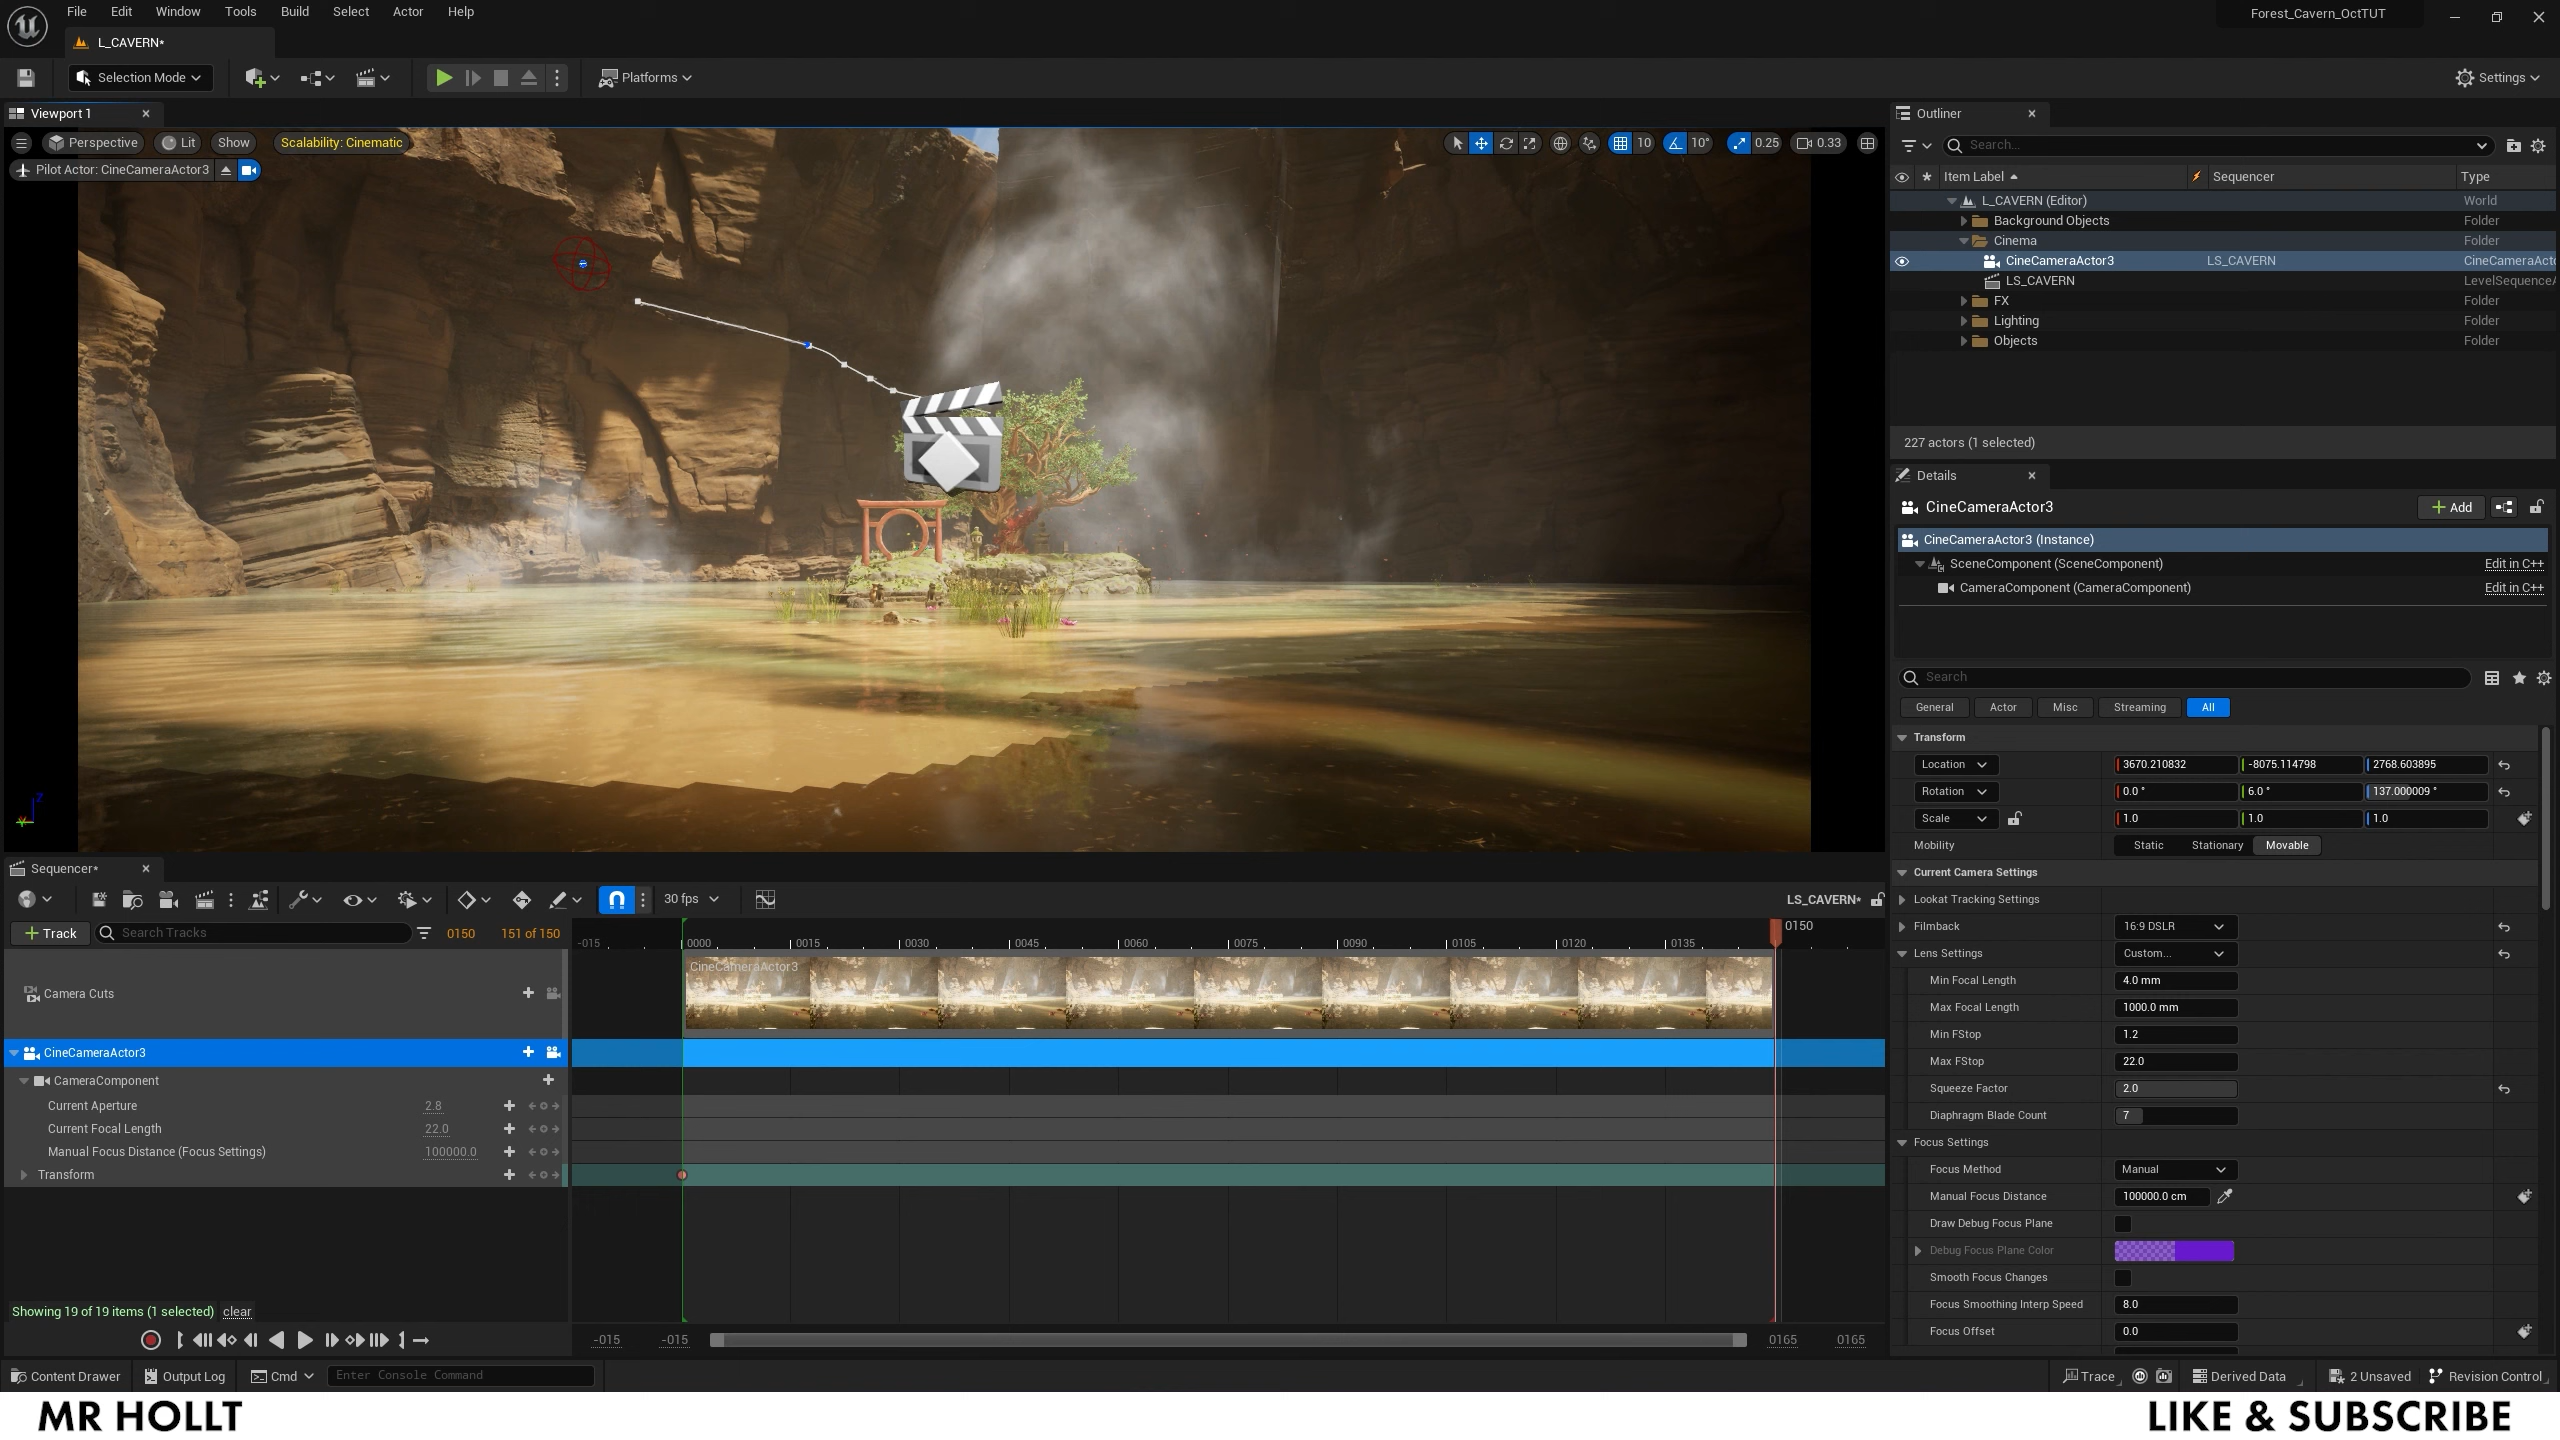 File Edit Window Tools Build Select Actor Help
Forest_Cavern_OctTUT
L_CAVERN*
Selection Mode
Platforms
Settings
Viewport 1
Perspective Lit Show Scalability: Cinematic
10 10° 0.25 0.33
Pilot Actor: CineCameraActor3
Outliner
Search...
Item Label Sequencer Type
L_CAVERN (Editor) World
Background Objects Folder
Cinema Folder
CineCameraActor3 LS_CAVERN CineCameraActo
LS_CAVERN LevelSequenceA
FX Folder
Lighting Folder
Objects Folder
227 actors (1 selected)
Details
CineCameraActor3 Add
CineCameraActor3 (Instance)
SceneComponent (SceneComponent) Edit in C++
CameraComponent (CameraComponent) Edit in C++
Search
General Actor Misc Streaming All
Transform
Location 3670.210832 -8075.114798 2768.603895
Rotation 0.0 ° 6.0 ° 137.000009 °
Scale 1.0 1.0 1.0
Mobility Static Stationary Movable
Current Camera Settings
Lookat Tracking Settings
Filmback 16:9 DSLR
Lens Settings Custom...
Min Focal Length 4.0 mm
Max Focal Length 1000.0 mm
Min FStop 1.2
Max FStop 22.0
Squeeze Factor 2.0
Diaphragm Blade Count 7
Focus Settings
Focus Method Manual
Manual Focus Distance 100000.0 cm
Draw Debug Focus Plane
Debug Focus Plane Color
Smooth Focus Changes
Focus Smoothing Interp Speed 8.0
Focus Offset 0.0
Sequencer*
30 fps
LS_CAVERN*
Track Search Tracks 0150 151 of 150
0150
-015 0000 0015 0030 0045 0060 0075 0090 0105 0120 0135
CineCameraActor3
Camera Cuts
CineCameraActor3
CameraComponent
Current Aperture 2.8
Current Focal Length 22.0
Manual Focus Distance (Focus Settings) 100000.0
Transform
Showing 19 of 19 items (1 selected) clear
-015 -015 0165 0165
Content Drawer Output Log Cmd Enter Console Command
Trace Derived Data 2 Unsaved Revision Control
MR HOLLT
LIKE & SUBSCRIBE